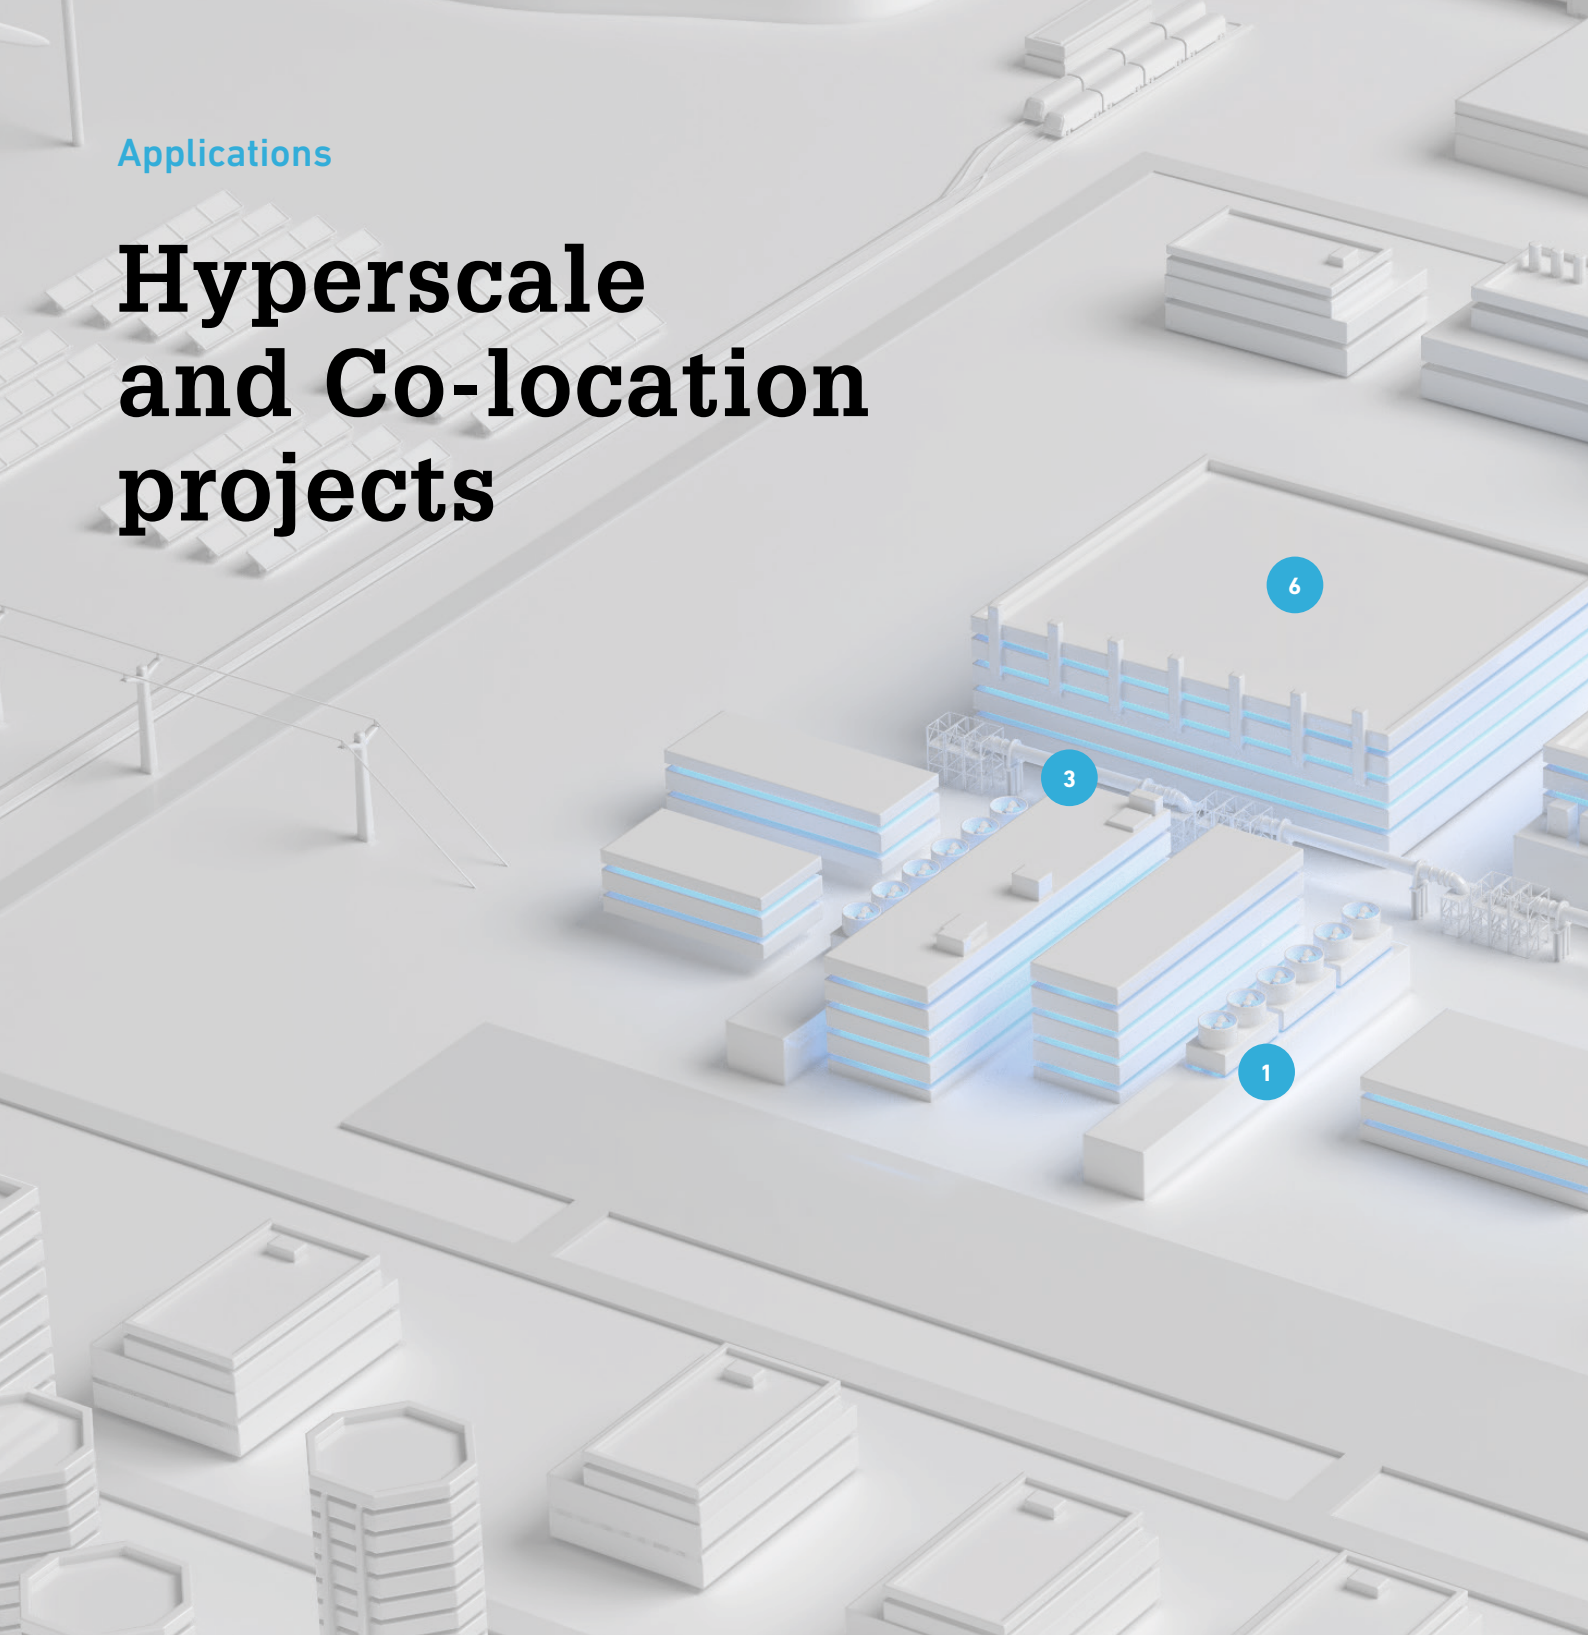 Applications
Hyperscale
and Co-location
projects
6
3
1